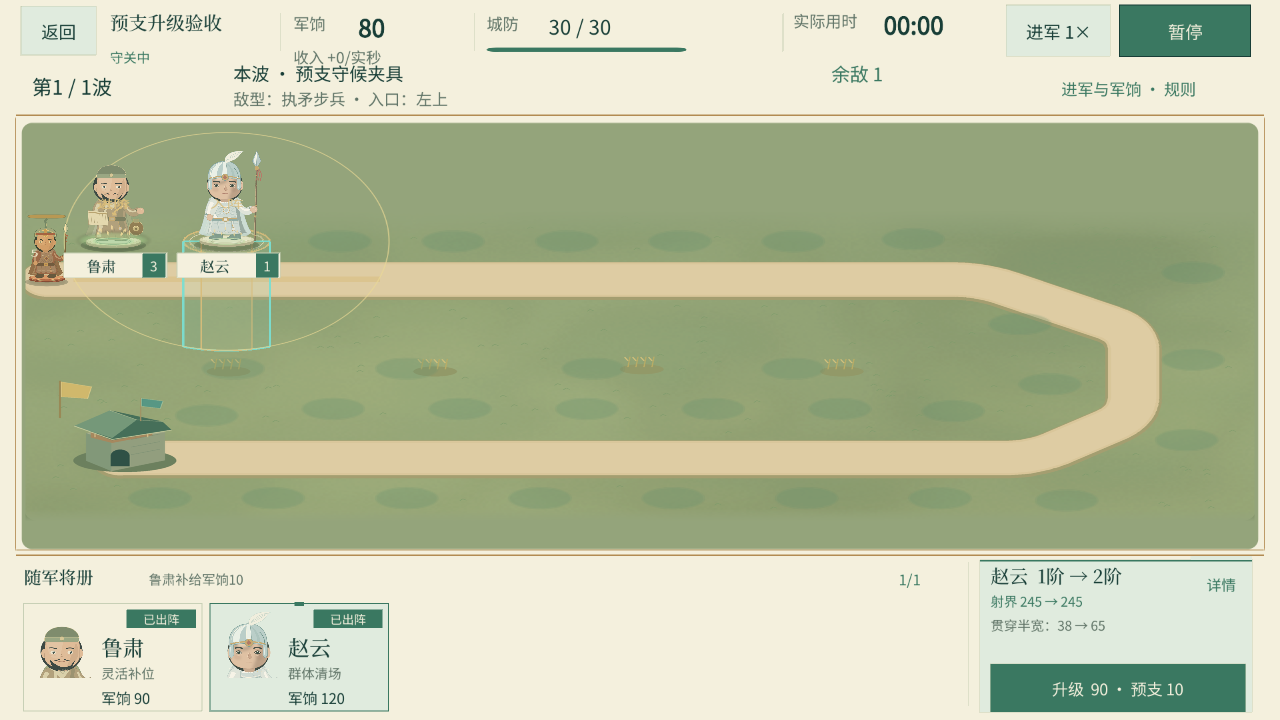 返回
预支升级验收
守关中
军饷 80
收入 +0/实秒
城防 30 / 30
实际用时 00:00
进军 1×
暂停
第1 / 1波
本波 · 预支守候夹具
敌型：执矛步兵 · 入口：左上
余敌 1
进军与军饷 · 规则
鲁肃 3
赵云 1
随军将册
鲁肃补给军饷10
1/1
已出阵
鲁肃
灵活补位
军饷 90
已出阵
赵云
群体清场
军饷 120
赵云 1阶 → 2阶
详情
射界 245 → 245
贯穿半宽：38 → 65
升级 90 · 预支 10